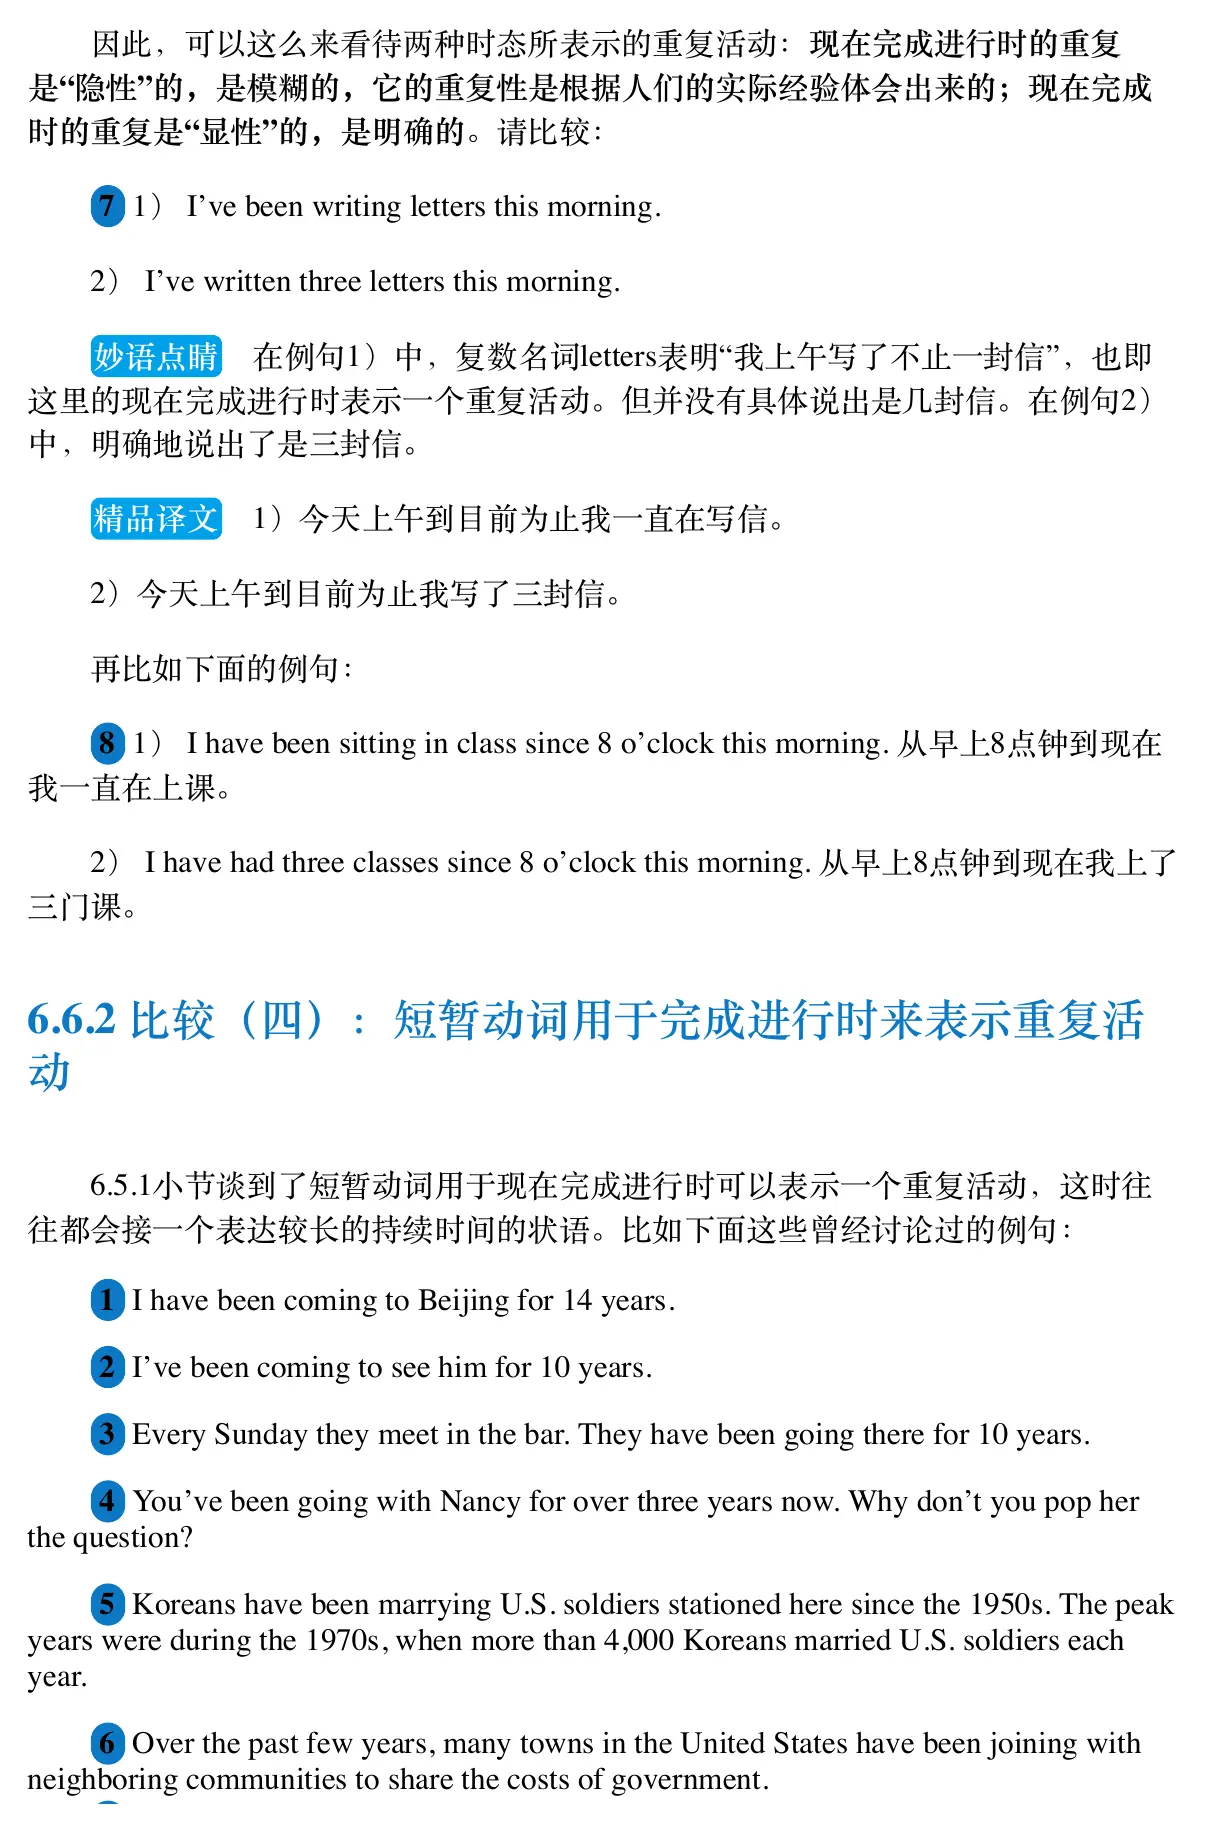 因此，可以这么来看待两种时态所表示的重复活动：现在完成进行时的重复
是“隐性”的，是模糊的，它的重复性是根据人们的实际经验体会出来的；现在完成
时的重复是“显性”的，是明确的。请比较：
7 1） I’ve been writing letters this morning.
2） I’ve written three letters this morning.
妙语点睛 在例句1）中，复数名词letters表明“我上午写了不止一封信”，也即
这里的现在完成进行时表示一个重复活动。但并没有具体说出是几封信。在例句2）
中，明确地说出了是三封信。
精品译文 1）今天上午到目前为止我一直在写信。
2）今天上午到目前为止我写了三封信。
再比如下面的例句：
8 1） I have been sitting in class since 8 o’clock this morning. 从早上8点钟到现在
我一直在上课。
2） I have had three classes since 8 o’clock this morning. 从早上8点钟到现在我上了
三门课。
6.6.2 比较（四）：短暂动词用于完成进行时来表示重复活
动
6.5.1小节谈到了短暂动词用于现在完成进行时可以表示一个重复活动，这时往
往都会接一个表达较长的持续时间的状语。比如下面这些曾经讨论过的例句：
1 I have been coming to Beijing for 14 years.
2 I’ve been coming to see him for 10 years.
3 Every Sunday they meet in the bar. They have been going there for 10 years.
4 You’ve been going with Nancy for over three years now. Why don’t you pop her
the question?
5 Koreans have been marrying U.S. soldiers stationed here since the 1950s. The peak
years were during the 1970s, when more than 4,000 Koreans married U.S. soldiers each
year.
6 Over the past few years, many towns in the United States have been joining with
neighboring communities to share the costs of government.